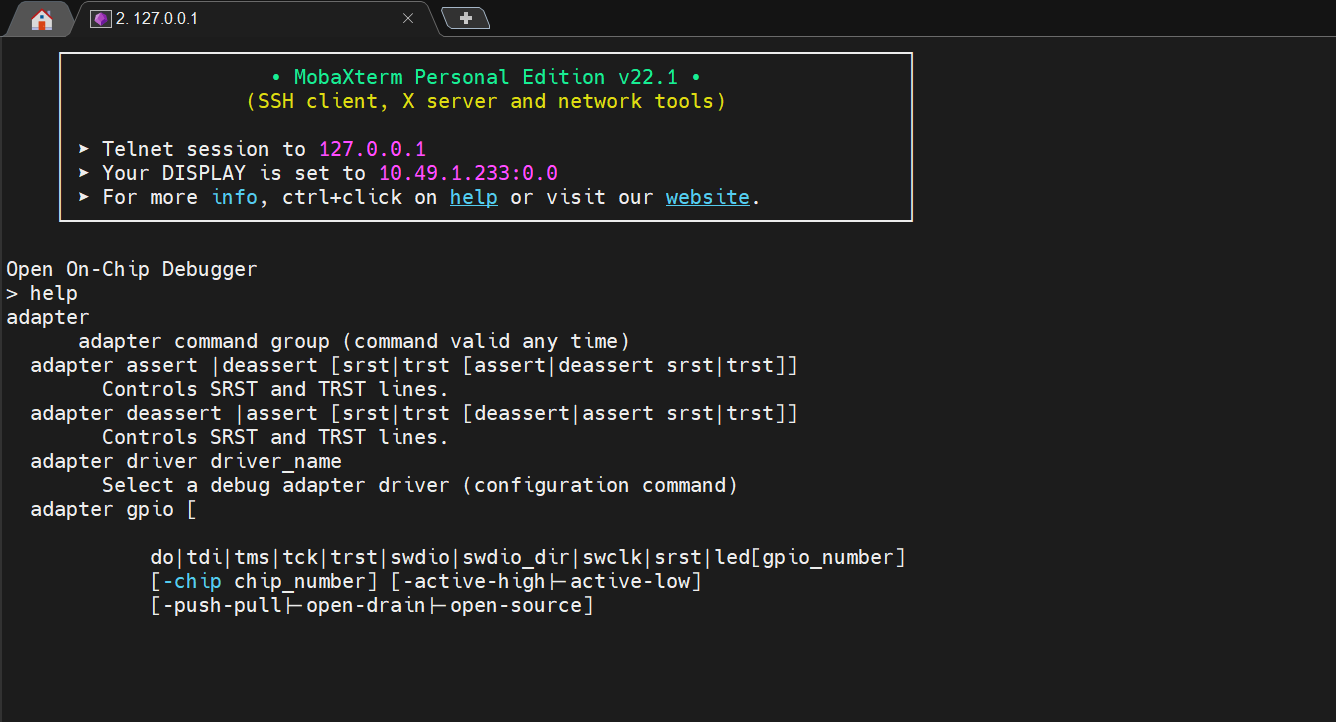 2. 127.0.0.1
• MobaXterm Personal Edition v22.1 •
(SSH client, X server and network tools)
➤ Telnet session to 127.0.0.1
➤ Your DISPLAY is set to 10.49.1.233:0.0
➤ For more info, ctrl+click on help or visit our website.
Open On-Chip Debugger
> help
adapter
adapter command group (command valid any time)
adapter assert |deassert [srst|trst [assert|deassert srst|trst]]
Controls SRST and TRST lines.
adapter deassert |assert [srst|trst [deassert|assert srst|trst]]
Controls SRST and TRST lines.
adapter driver driver_name
Select a debug adapter driver (configuration command)
adapter gpio [
do|tdi|tms|tck|trst|swdio|swdio_dir|swclk|srst|led[gpio_number]
[-chip chip_number] [-active-high|-active-low]
[-push-pull|-open-drain|-open-source]